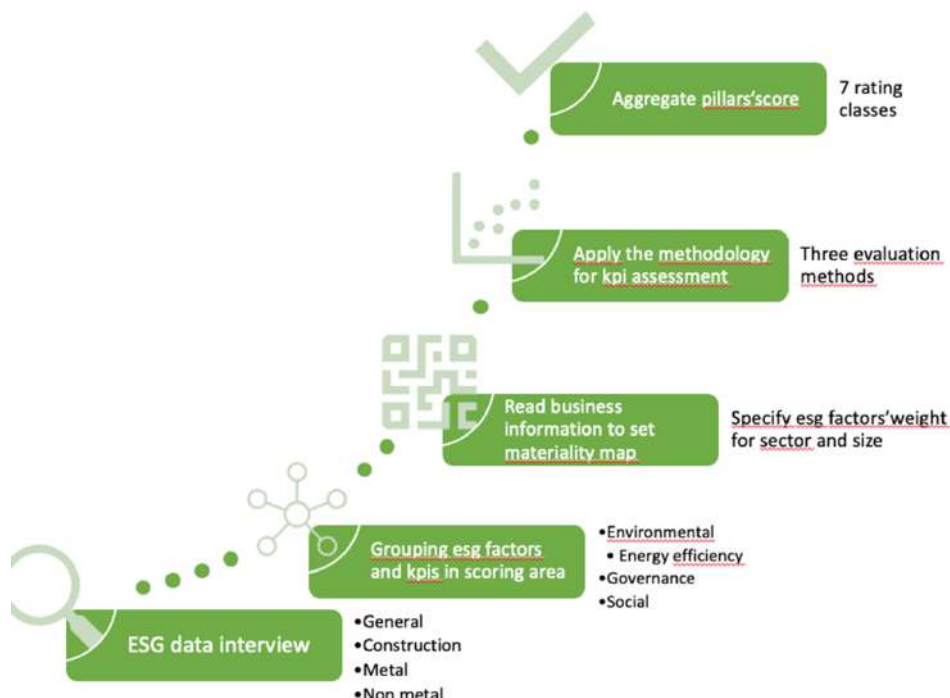 Aggregate pillars'score
7 rating
classes
Apply the methodology
for kpi assessment
Three evaluation
methods
Read business
information to set
materiality map
Specify esg factors'weight
for sector and size
Grouping esg factors
and kpis in scoring area
•Environmental
•Energy efficiency
•Governance
•Social
ESG data interview
•General
•Construction
•Metal
•Non metal